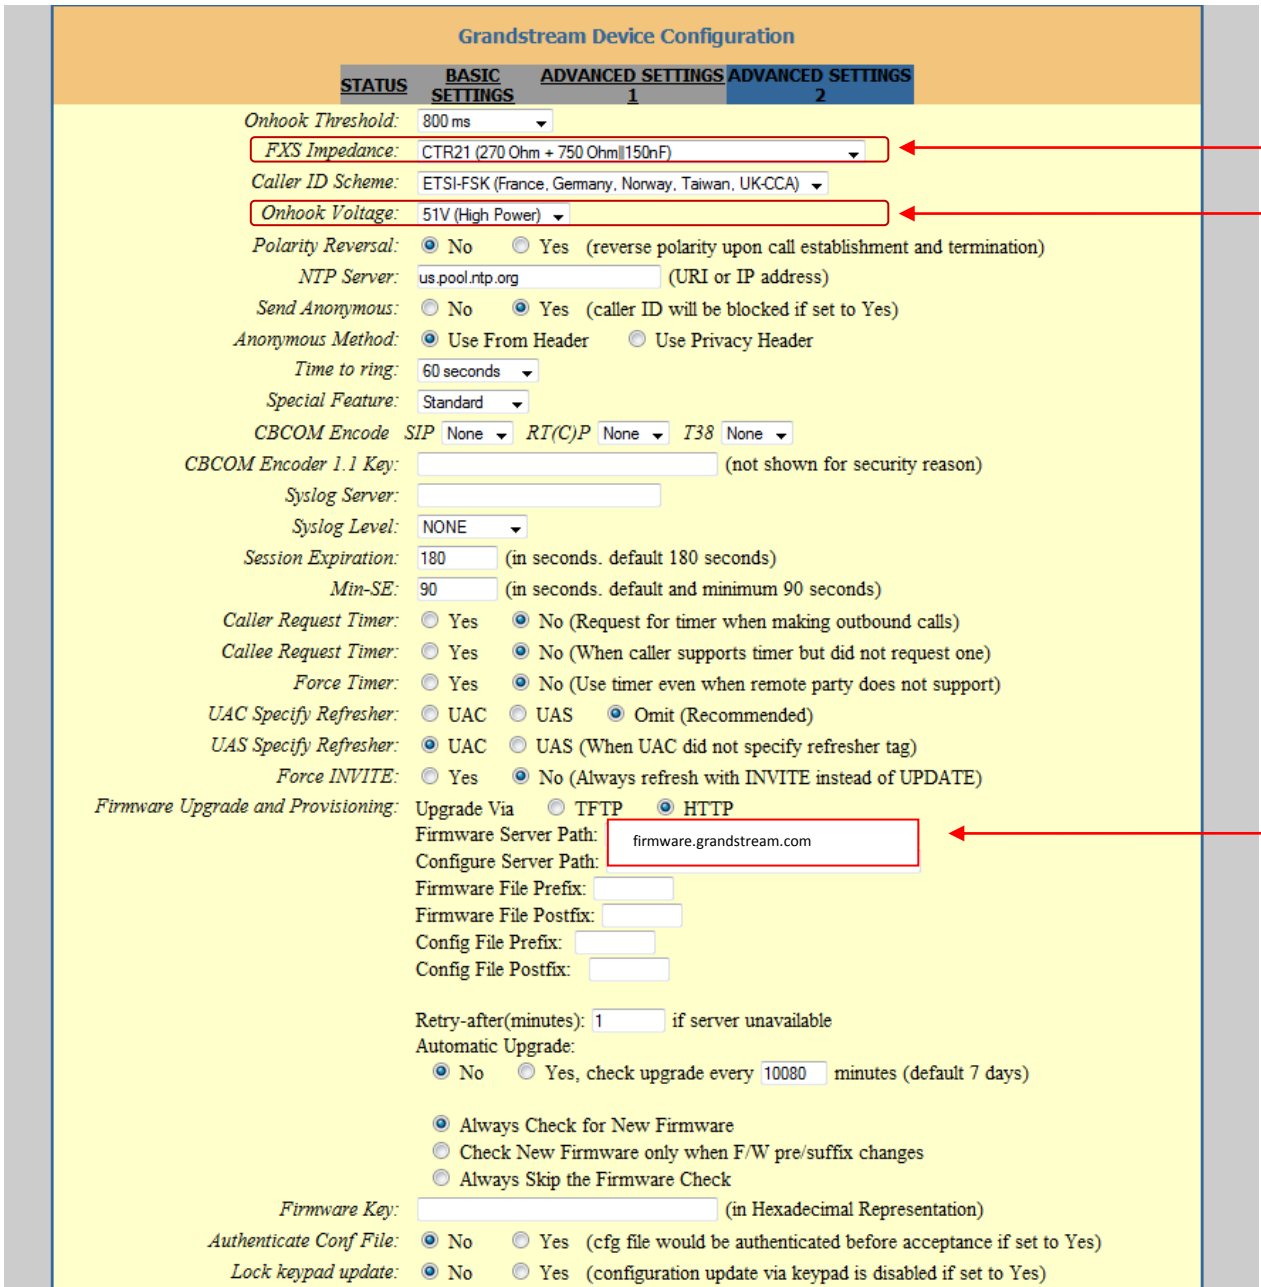 Grandstream Device Configuration
STATUS BASIC SETTINGS ADVANCED SETTINGS 1 ADVANCED SETTINGS 2
Onhook Threshold: 800 ms
FXS Impedance: CTR21 (270 Ohm + 750 Ohm||150nF)
Caller ID Scheme: ETSI-FSK (France, Germany, Norway, Taiwan, UK-CCA)
Onhook Voltage: 51V (High Power)
Polarity Reversal: No Yes (reverse polarity upon call establishment and termination)
NTP Server: us.pool.ntp.org (URI or IP address)
Send Anonymous: No Yes (caller ID will be blocked if set to Yes)
Anonymous Method: Use From Header Use Privacy Header
Time to ring: 60 seconds
Special Feature: Standard
CBCOM Encode SIP None RT(C)P None T38 None
CBCOM Encoder 1.1 Key: (not shown for security reason)
Syslog Server:
Syslog Level: NONE
Session Expiration: 180 (in seconds. default 180 seconds)
Min-SE: 90 (in seconds. default and minimum 90 seconds)
Caller Request Timer: Yes No (Request for timer when making outbound calls)
Callee Request Timer: Yes No (When caller supports timer but did not request one)
Force Timer: Yes No (Use timer even when remote party does not support)
UAC Specify Refresher: UAC UAS Omit (Recommended)
UAS Specify Refresher: UAC UAS (When UAC did not specify refresher tag)
Force INVITE: Yes No (Always refresh with INVITE instead of UPDATE)
Firmware Upgrade and Provisioning: Upgrade Via TFTP HTTP
Firmware Server Path: firmware.grandstream.com
Configure Server Path:
Firmware File Prefix:
Firmware File Postfix:
Config File Prefix:
Config File Postfix:
Retry-after(minutes): 1 if server unavailable
Automatic Upgrade:
No Yes, check upgrade every 10080 minutes (default 7 days)
Always Check for New Firmware
Check New Firmware only when F/W pre/suffix changes
Always Skip the Firmware Check
Firmware Key: (in Hexadecimal Representation)
Authenticate Conf File: No Yes (cfg file would be authenticated before acceptance if set to Yes)
Lock keypad update: No Yes (configuration update via keypad is disabled if set to Yes)